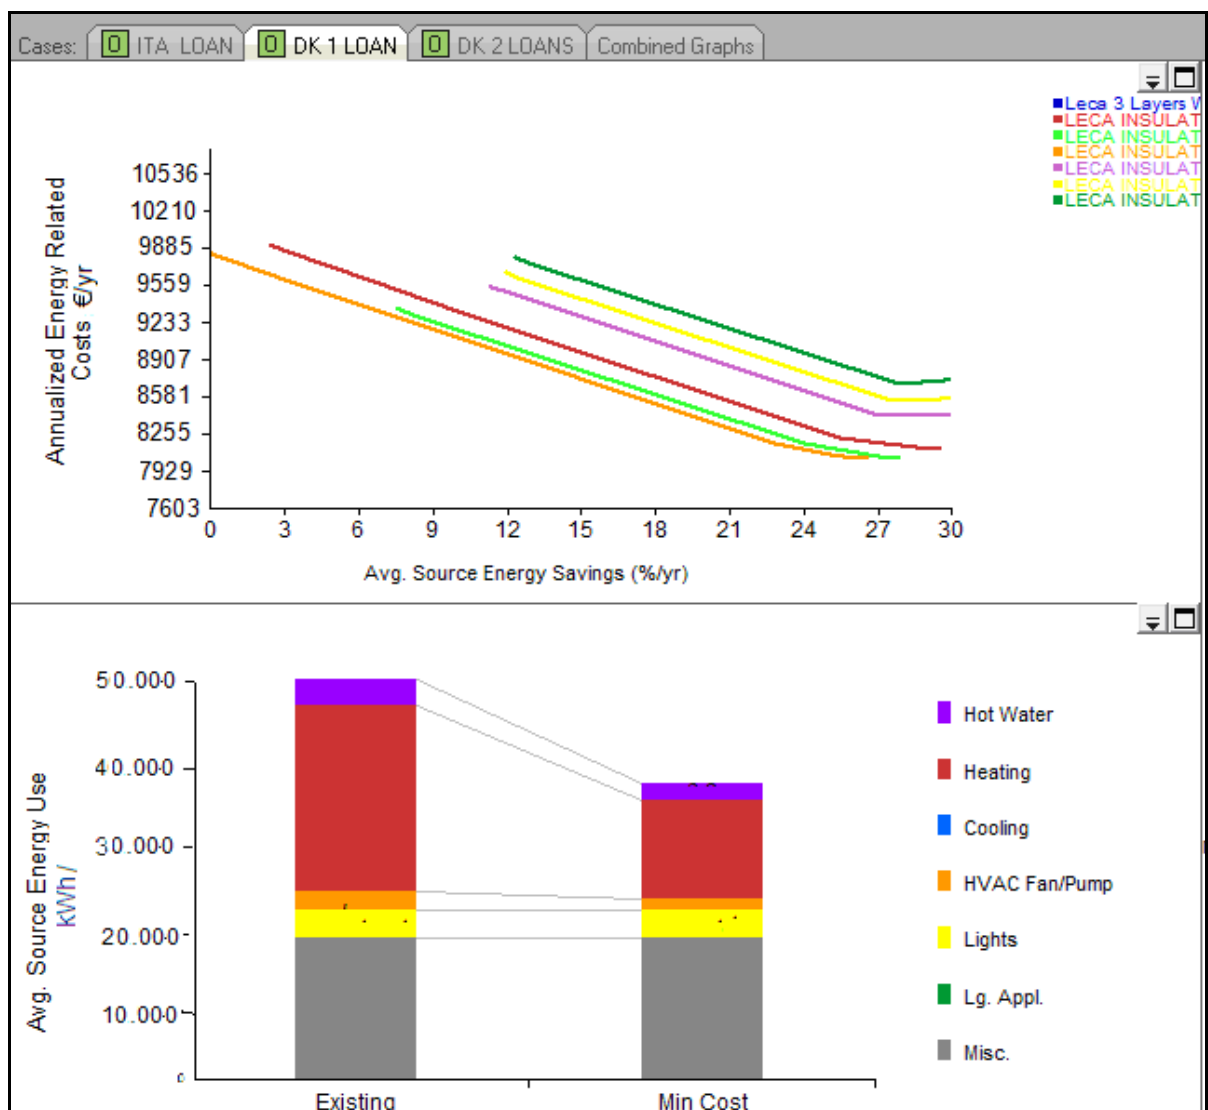 Cases: O ITA LOAN O DK 1 LOAN O DK 2 LOANS Combined Graphs
Leca 3 Layers W
LECA INSULAT
LECA INSULAT
LECA INSULAT
LECA INSULAT
LECA INSULAT
LECA INSULAT
Annualized Energy Related
Costs €/yr
10536
10210
9885
9559
9233
8907
8581
8255
7929
7603
0 3 6 9 12 15 18 21 24 27 30
Avg. Source Energy Savings (%/yr)
Avg. Source Energy Use
kWh/
50.000
40.000
30.000
20.000
10.000
0
Existing Min Cost
Hot Water
Heating
Cooling
HVAC Fan/Pump
Lights
Lg. Appl.
Misc.